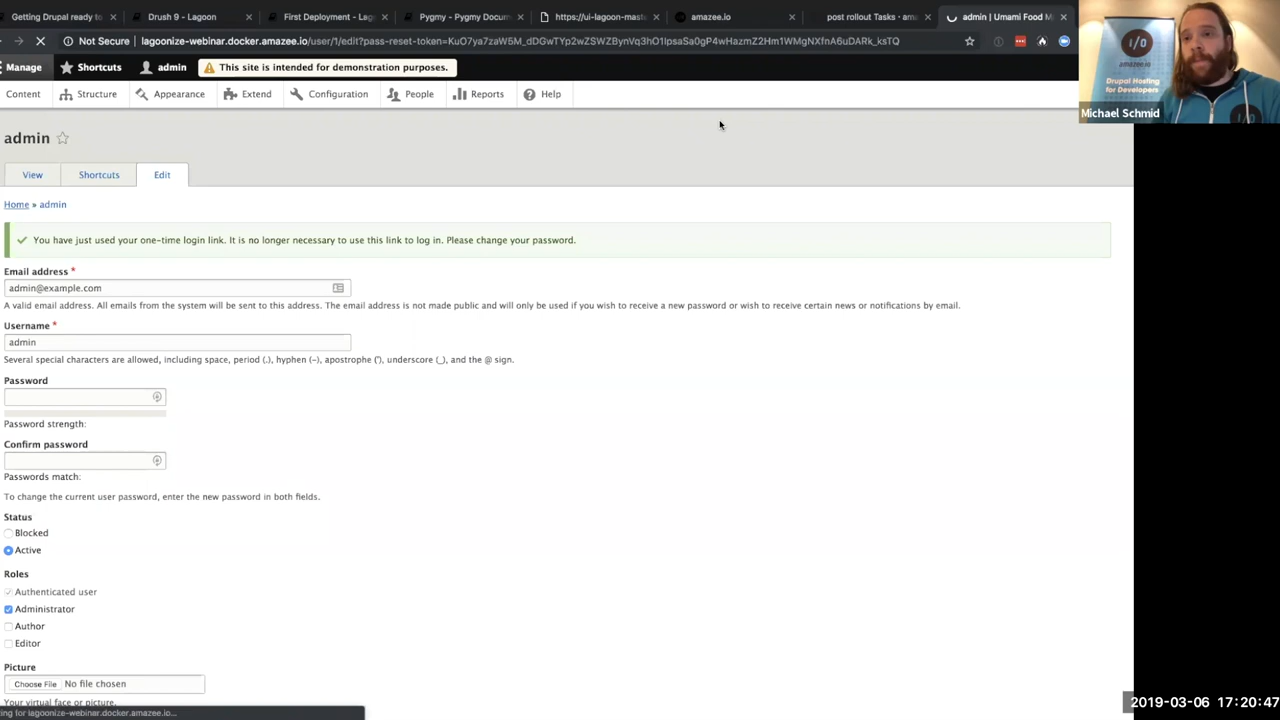 Getting Drupal ready to
Drush 9 - Lagoon
First Deployment - Lag
Pygmy - Pygmy Docum
https://ui-lagoon-mast
amazee.io
post rollout Tasks · ama
admin | Umami Food M
Not Secure
lagoonize-webinar.docker.amazee.io/user/1/edit?pass-reset-token=KuO7ya7zaW5M_dDGwTYp2wZSWZBynVq3hO1IpsaSa0gP4wHazmZ2Hm1WMgNXfnA6uDARk_ksTQ
Manage
Shortcuts
admin
This site is intended for demonstration purposes.
Content
Structure
Appearance
Extend
Configuration
People
Reports
Help
I/O
amazee.io
Drupal Hosting
for Developers
Michael Schmid
admin
View
Shortcuts
Edit
Home » admin
You have just used your one-time login link. It is no longer necessary to use this link to log in. Please change your password.
Email address *
admin@example.com
A valid email address. All emails from the system will be sent to this address. The email address is not made public and will only be used if you wish to receive a new password or wish to receive certain news or notifications by email.
Username *
admin
Several special characters are allowed, including space, period (.), hyphen (-), apostrophe ('), underscore (_), and the @ sign.
Password
Password strength:
Confirm password
Passwords match:
To change the current user password, enter the new password in both fields.
Status
Blocked
Active
Roles
Authenticated user
Administrator
Author
Editor
Picture
Choose File No file chosen
Your virtual face or picture.
ing for lagoonize-webinar.docker.amazee.io...
2019-03-06 17:20:47